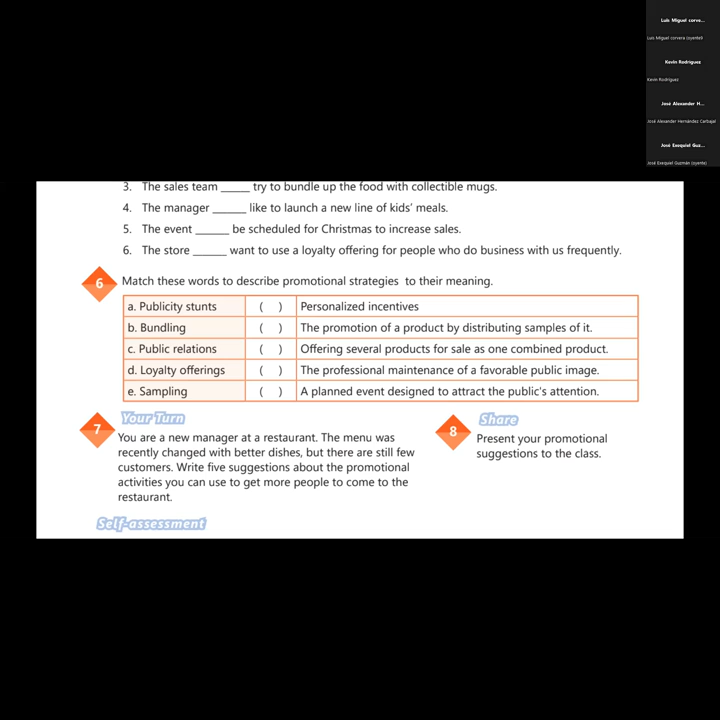 Luis Miguel corve...
Luis Miguel corvera (oyente)
Kevin Rodriguez
Kevin Rodriguez
José Alexander H...
José Alexander Hernández Carbajal
José Exequiel Guz...
José Exequiel Guzmán (oyente)
3. The sales team _____ try to bundle up the food with collectible mugs.
4. The manager ______ like to launch a new line of kids' meals.
5. The event ______ be scheduled for Christmas to increase sales.
6. The store ______ want to use a loyalty offering for people who do business with us frequently.
6 Match these words to describe promotional strategies to their meaning.
a. Publicity stunts ( ) Personalized incentives
b. Bundling ( ) The promotion of a product by distributing samples of it.
c. Public relations ( ) Offering several products for sale as one combined product.
d. Loyalty offerings ( ) The professional maintenance of a favorable public image.
e. Sampling ( ) A planned event designed to attract the public's attention.
7 Your Turn
You are a new manager at a restaurant. The menu was
recently changed with better dishes, but there are still few
customers. Write five suggestions about the promotional
activities you can use to get more people to come to the
restaurant.
8 Share
Present your promotional
suggestions to the class.
Self-assessment